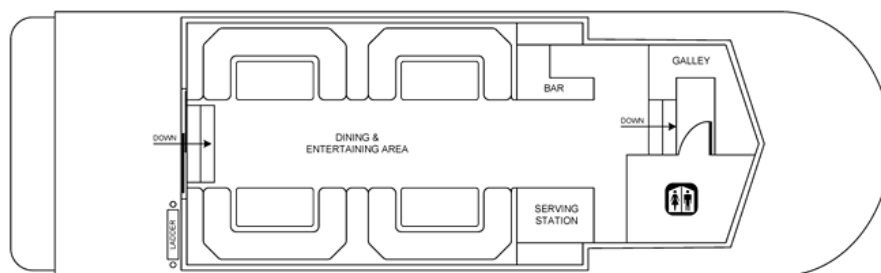 GALLEY
BAR
DOWN
DOWN
DINING &
ENTERTAINING AREA
SERVING
STATION
LADDER